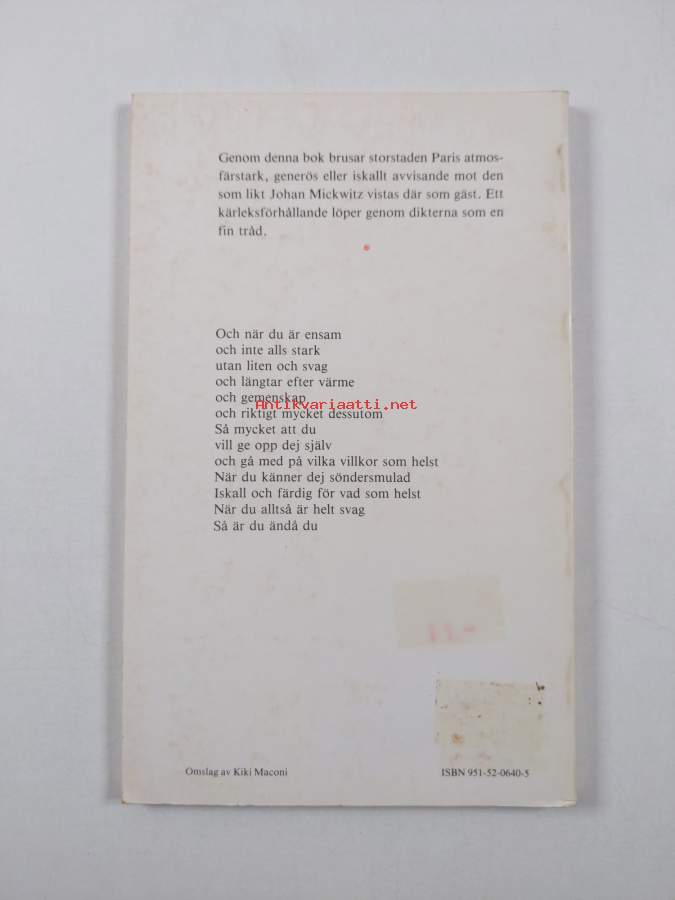 Genom denna bok brusar storstaden Paris atmos-
färstark, generös eller iskallt avvisande mot den
som likt Johan Mickwitz vistas där som gäst. Ett
kärleksförhållande löper genom dikterna som en
fin tråd.
Och när du är ensam
och inte alls stark
utan liten och svag
och längtar efter värme
och gemenskap
Antikvariaatti.net
och riktigt mycket dessutom
Så mycket att du
vill ge opp dej själv
och gå med på vilka villkor som helst
När du känner dej söndersmulad
Iskall och färdig för vad som helst
När du alltså är helt svag
Så är du ändå du
Omslag av Kiki Maconi
ISBN 951-52-0640-5